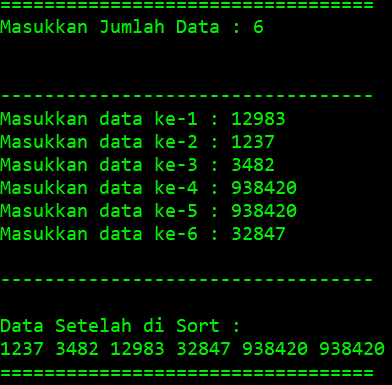 ==================================
Masukkan Jumlah Data : 6
----------------------------------
Masukkan data ke-1 : 12983
Masukkan data ke-2 : 1237
Masukkan data ke-3 : 3482
Masukkan data ke-4 : 938420
Masukkan data ke-5 : 938420
Masukkan data ke-6 : 32847
----------------------------------
Data Setelah di Sort :
1237 3482 12983 32847 938420 938420
==================================